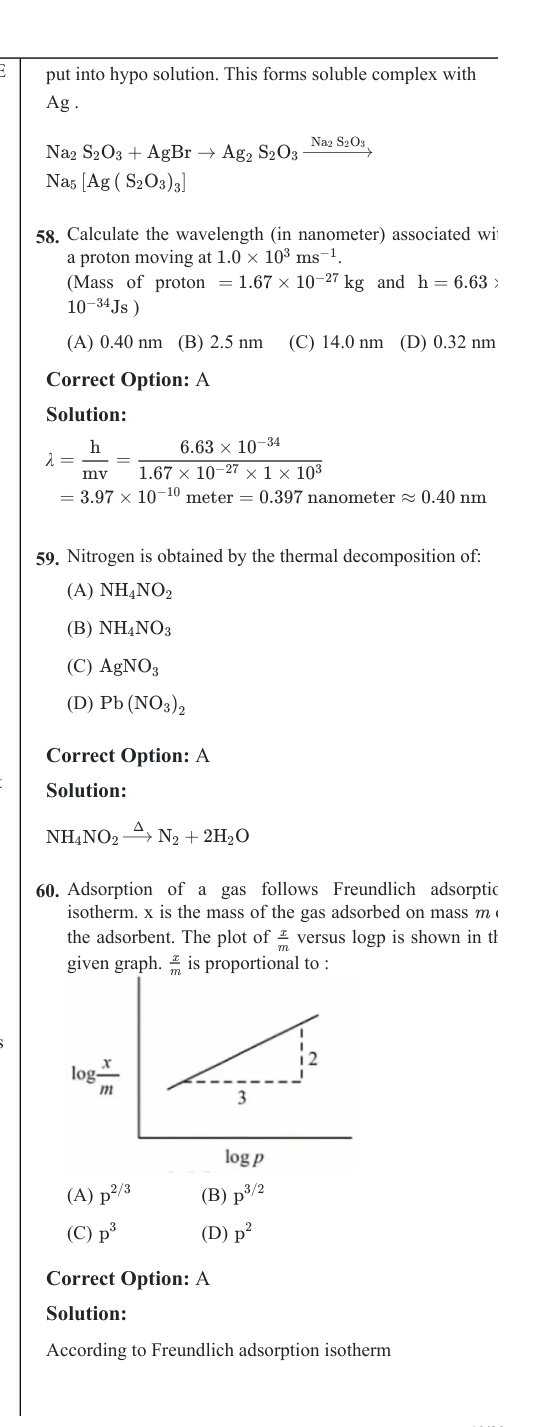 E
put into hypo solution. This forms soluble complex with
Ag .
Na₂ S₂O₃ + AgBr → Ag₂ S₂O₃ —Na₂ S₂O₃→
Na₅ [Ag ( S₂O₃)₃]
58. Calculate the wavelength (in nanometer) associated wi
a proton moving at 1.0 × 10³ ms⁻¹.
(Mass of proton = 1.67 × 10⁻²⁷ kg and h = 6.63 ×
10⁻³⁴Js )
(A) 0.40 nm (B) 2.5 nm (C) 14.0 nm (D) 0.32 nm
Correct Option: A
Solution:
λ = h/mv = 6.63 × 10⁻³⁴ / 1.67 × 10⁻²⁷ × 1 × 10³
= 3.97 × 10⁻¹⁰ meter = 0.397 nanometer ≈ 0.40 nm
59. Nitrogen is obtained by the thermal decomposition of:
(A) NH₄NO₂
(B) NH₄NO₃
(C) AgNO₃
(D) Pb (NO₃)₂
Correct Option: A
Solution:
NH₄NO₂ —Δ→ N₂ + 2H₂O
60. Adsorption of a gas follows Freundlich adsorptio
isotherm. x is the mass of the gas adsorbed on mass m
the adsorbent. The plot of x/m versus logp is shown in th
given graph. x/m is proportional to :
log x/m
2
3
log p
(A) p^2/3 (B) p^3/2
(C) p³ (D) p²
Correct Option: A
Solution:
According to Freundlich adsorption isotherm